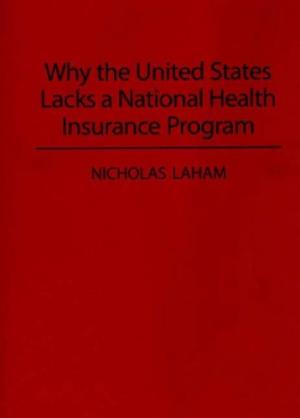 Why the United States
Lacks a National Health
Insurance Program
NICHOLAS LAHAM